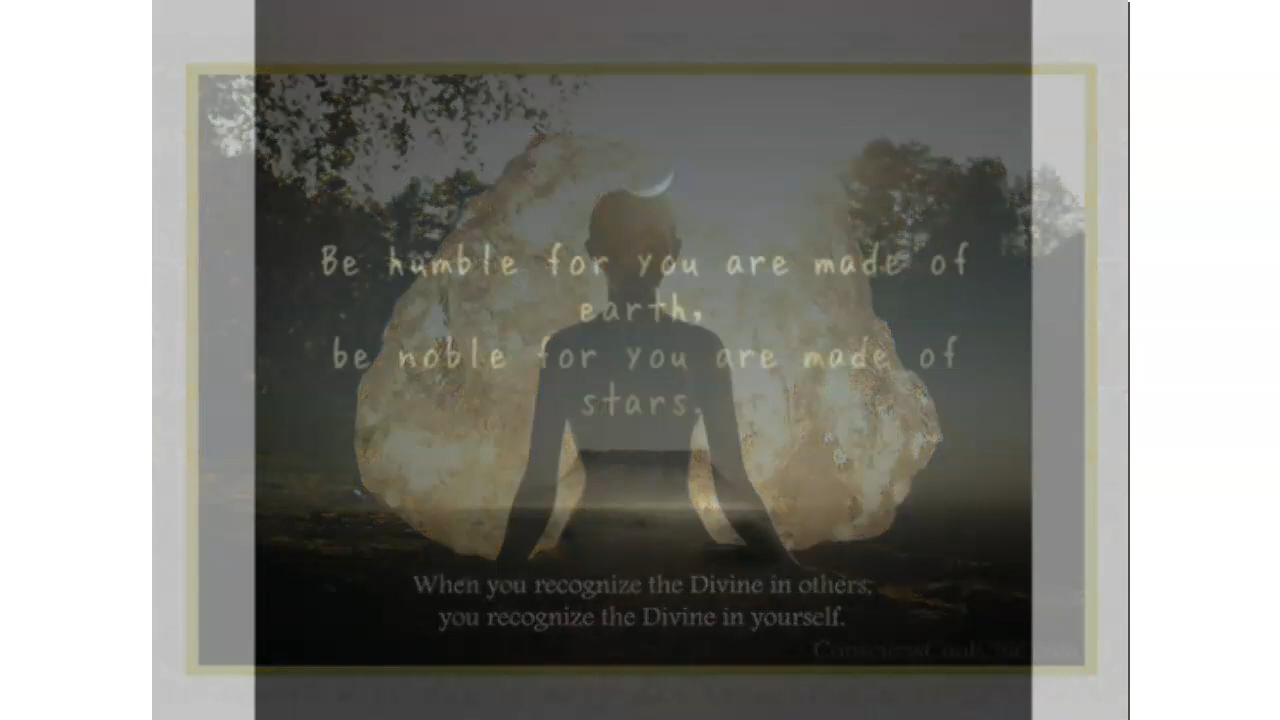 Be humble for you are made of
earth,
be noble for you are made of
stars.
When you recognize the Divine in others,
you recognize the Divine in yourself.